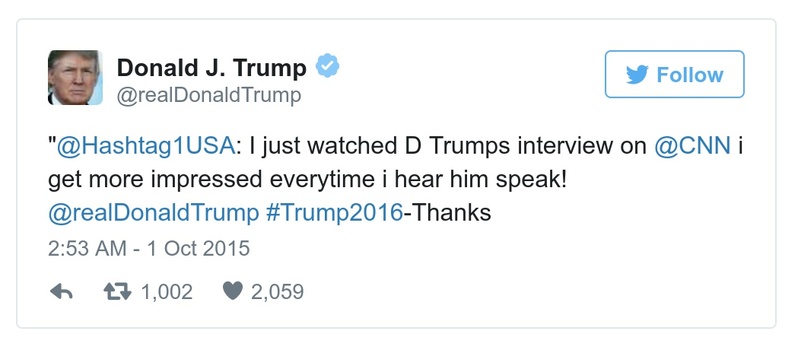 Donald J. Trump
@realDonaldTrump
Follow
"@Hashtag1USA: I just watched D Trumps interview on @CNN i
get more impressed everytime i hear him speak!
@realDonaldTrump #Trump2016-Thanks
2:53 AM - 1 Oct 2015
1,002 2,059